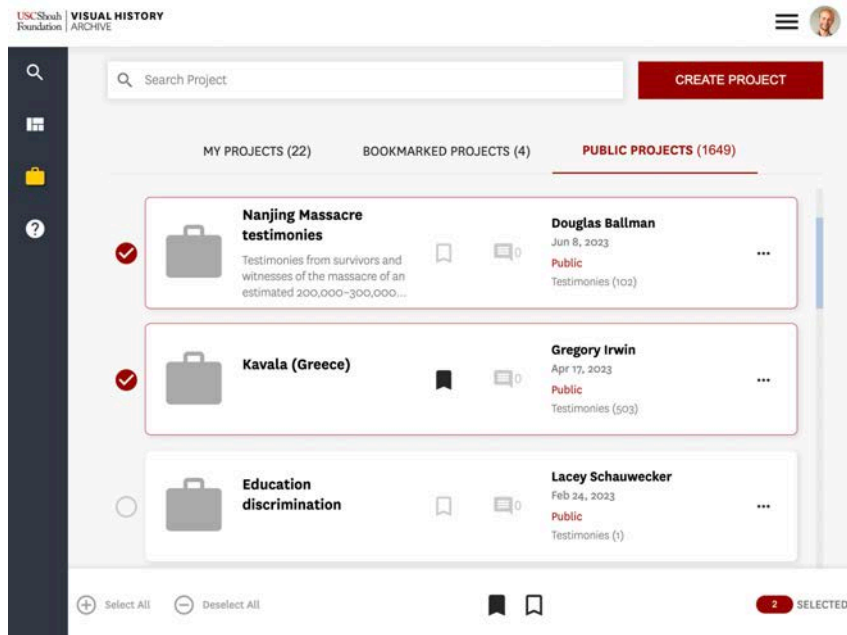 USC Shoah Foundation
VISUAL HISTORY ARCHIVE
Search Project
CREATE PROJECT
MY PROJECTS (22)
BOOKMARKED PROJECTS (4)
PUBLIC PROJECTS (1649)
Nanjing Massacre
testimonies
Testimonies from survivors and
witnesses of the massacre of an
estimated 200,000–300,000...
0
Douglas Ballman
Jun 8, 2023
Public
Testimonies (102)
Kavala (Greece)
0
Gregory Irwin
Apr 17, 2023
Public
Testimonies (503)
Education
discrimination
0
Lacey Schauwecker
Feb 24, 2023
Public
Testimonies (1)
Select All
Deselect All
2 SELECTED